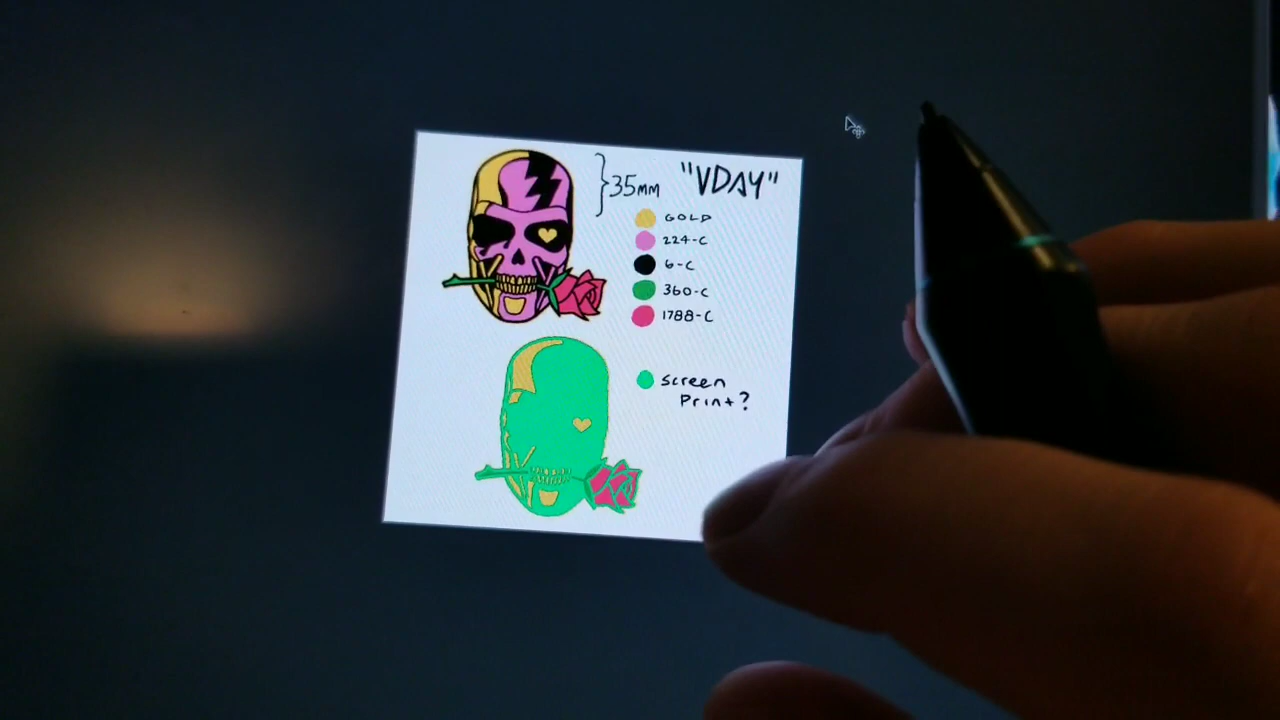 35mm
"VDAY"
GOLD
224-C
6-C
360-C
1788-C
Screen
Print?